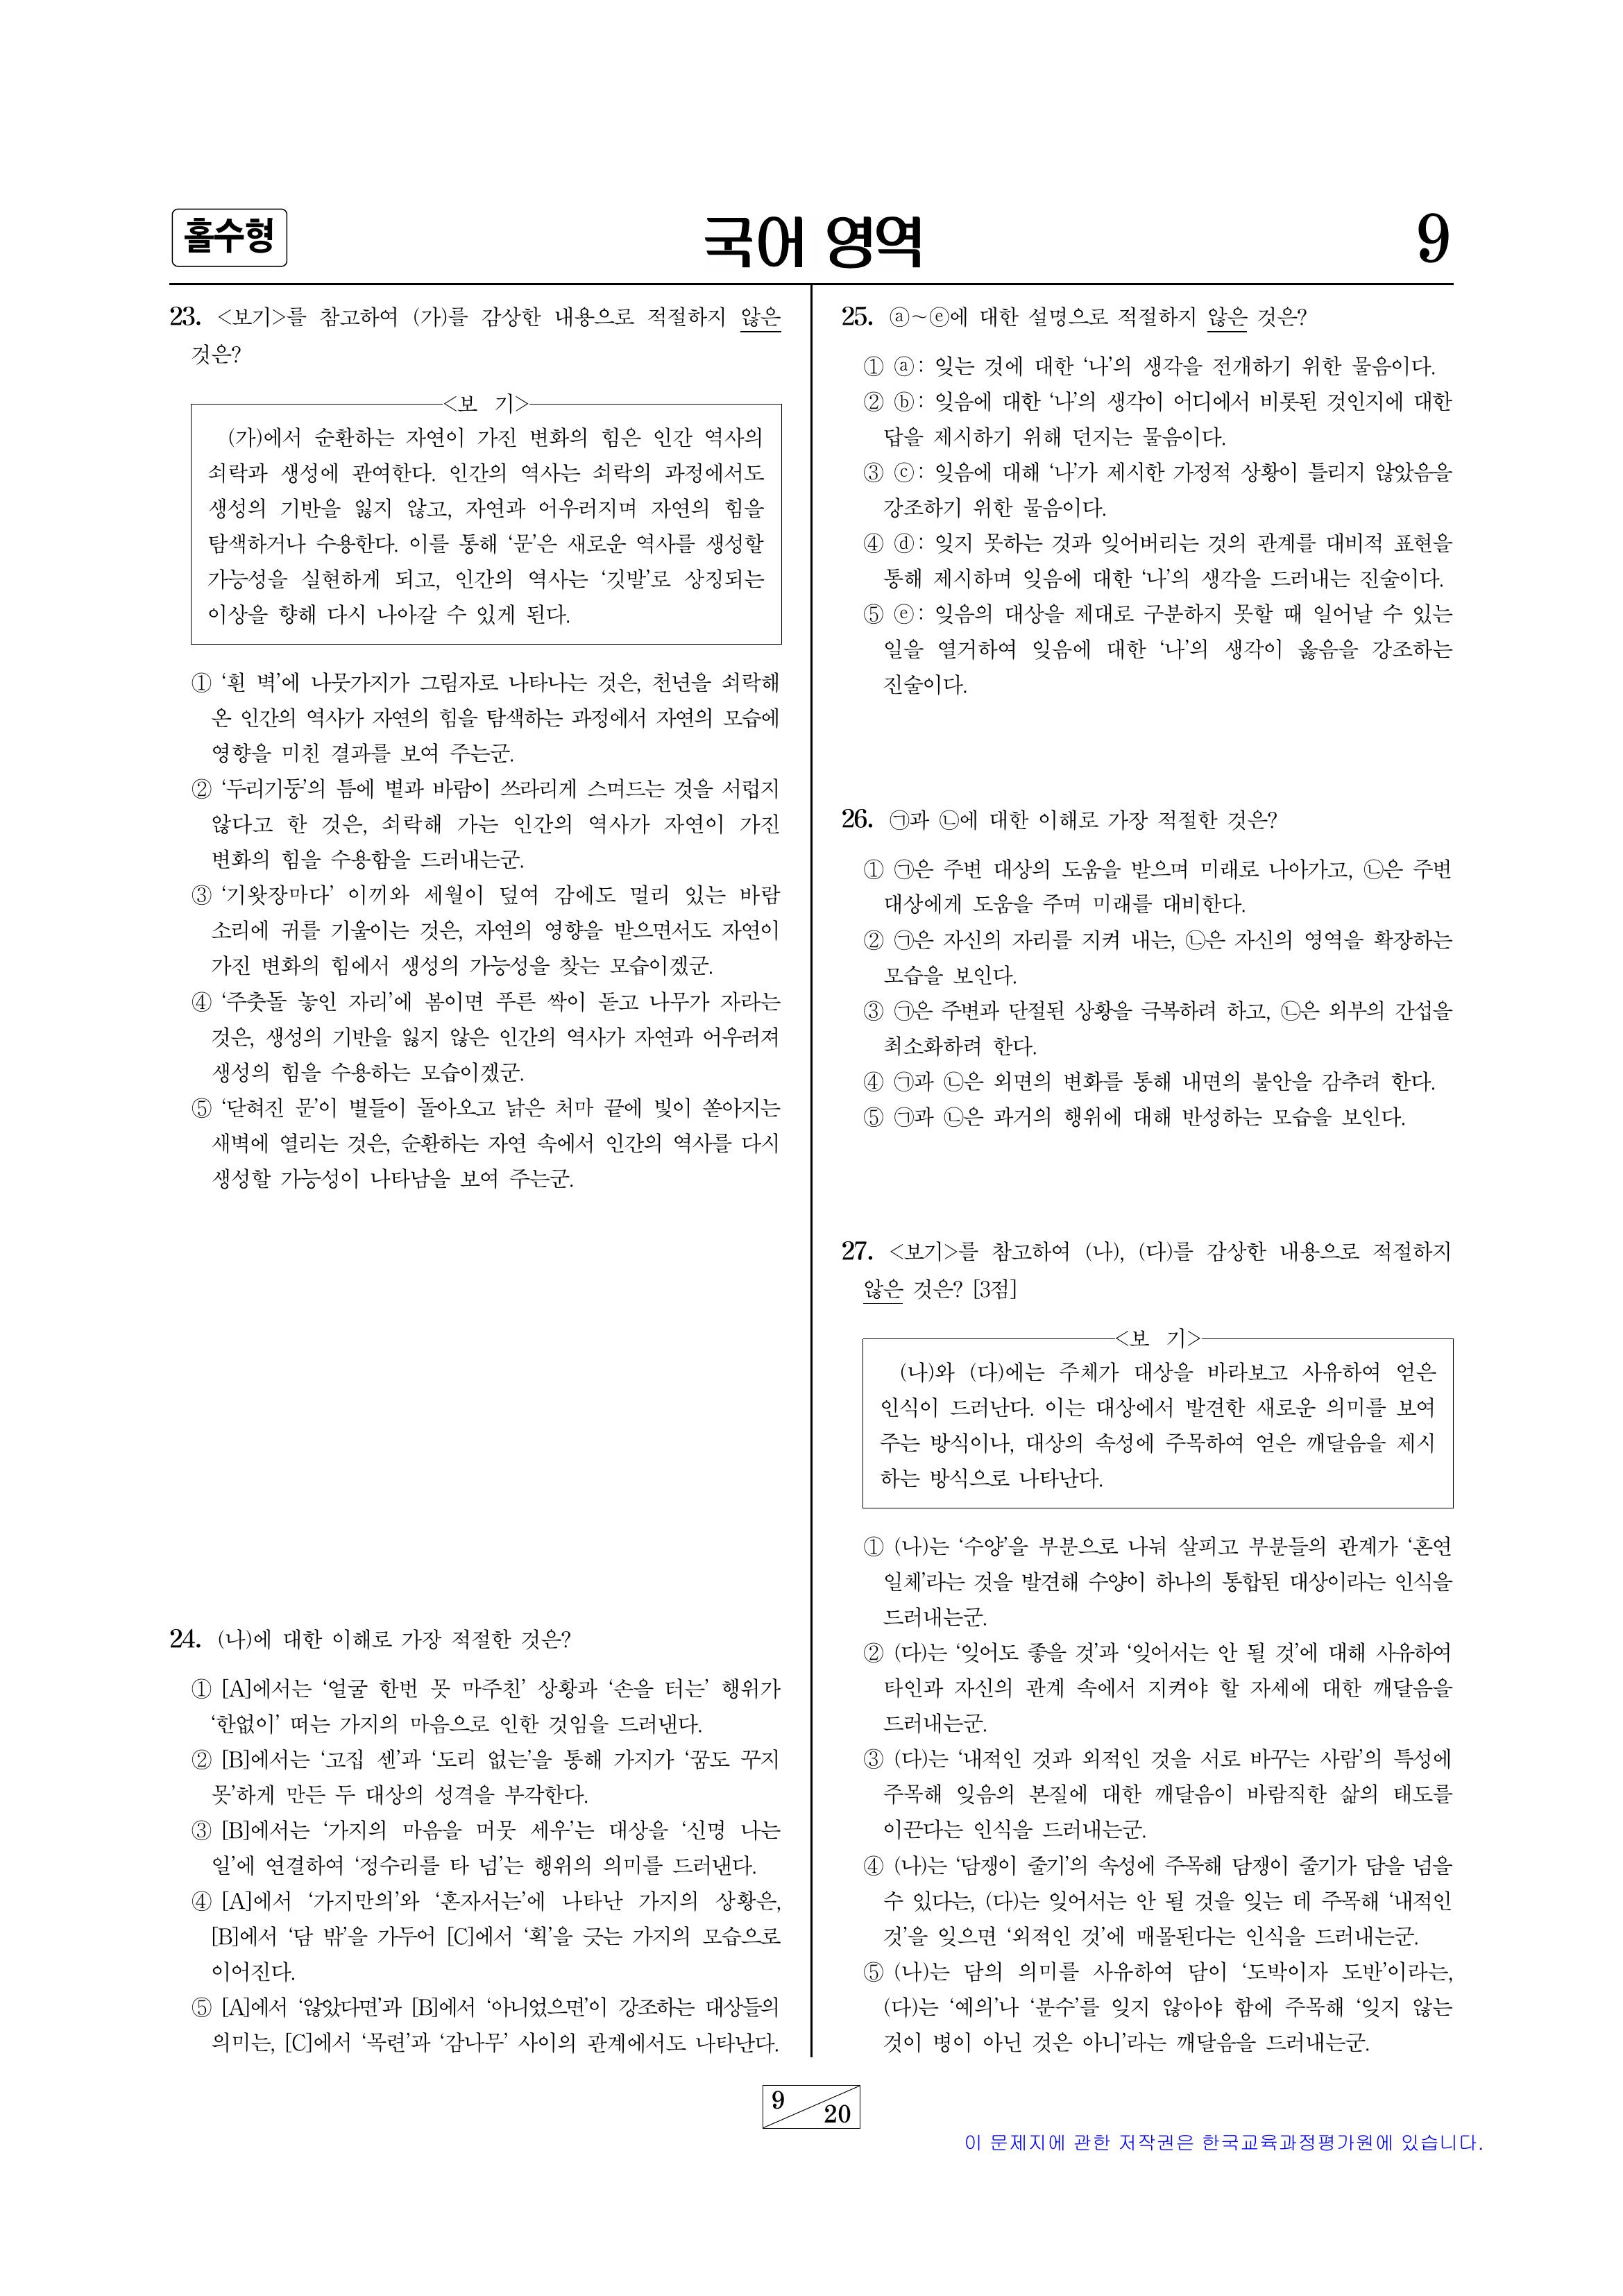 홀수형
국어 영역
9
23. <보기>를 참고하여 (가)를 감상한 내용으로 적절하지 않은
것은?
<보 기>
(가)에서 순환하는 자연이 가진 변화의 힘은 인간 역사의
쇠락과 생성에 관여한다. 인간의 역사는 쇠락의 과정에서도
생성의 기반을 잃지 않고, 자연과 어우러지며 자연의 힘을
탐색하거나 수용한다. 이를 통해 ‘문’은 새로운 역사를 생성할
가능성을 실현하게 되고, 인간의 역사는 ‘깃발’로 상징되는
이상을 향해 다시 나아갈 수 있게 된다.
① ‘흰 벽’에 나뭇가지가 그림자로 나타나는 것은, 천년을 쇠락해
온 인간의 역사가 자연의 힘을 탐색하는 과정에서 자연의 모습에
영향을 미친 결과를 보여 주는군.
② ‘두리기둥’의 틈에 볕과 바람이 쓰라리게 스며드는 것을 서럽지
않다고 한 것은, 쇠락해 가는 인간의 역사가 자연이 가진
변화의 힘을 수용함을 드러내는군.
③ ‘기왓장마다’ 이끼와 세월이 덮여 감에도 멀리 있는 바람
소리에 귀를 기울이는 것은, 자연의 영향을 받으면서도 자연이
가진 변화의 힘에서 생성의 가능성을 찾는 모습이겠군.
④ ‘주춧돌 놓인 자리’에 봄이면 푸른 싹이 돋고 나무가 자라는
것은, 생성의 기반을 잃지 않은 인간의 역사가 자연과 어우러져
생성의 힘을 수용하는 모습이겠군.
⑤ ‘닫혀진 문’이 별들이 돌아오고 낡은 처마 끝에 빛이 쏟아지는
새벽에 열리는 것은, 순환하는 자연 속에서 인간의 역사를 다시
생성할 가능성이 나타남을 보여 주는군.
24. (나)에 대한 이해로 가장 적절한 것은?
① [A]에서는 ‘얼굴 한번 못 마주친’ 상황과 ‘손을 터는’ 행위가
‘한없이’ 떠는 가지의 마음으로 인한 것임을 드러낸다.
② [B]에서는 ‘고집 센’과 ‘도리 없는’을 통해 가지가 ‘꿈도 꾸지
못’하게 만든 두 대상의 성격을 부각한다.
③ [B]에서는 ‘가지의 마음을 머뭇 세우’는 대상을 ‘신명 나는
일’에 연결하여 ‘정수리를 타 넘’는 행위의 의미를 드러낸다.
④ [A]에서 ‘가지만의’와 ‘혼자서는’에 나타난 가지의 상황은,
[B]에서 ‘담 밖’을 가두어 [C]에서 ‘획’을 긋는 가지의 모습으로
이어진다.
⑤ [A]에서 ‘않았다면’과 [B]에서 ‘아니었으면’이 강조하는 대상들의
의미는, [C]에서 ‘목련’과 ‘감나무’ 사이의 관계에서도 나타난다.
25. ⓐ~ⓔ에 대한 설명으로 적절하지 않은 것은?
① ⓐ: 잊는 것에 대한 ‘나’의 생각을 전개하기 위한 물음이다.
② ⓑ: 잊음에 대한 ‘나’의 생각이 어디에서 비롯된 것인지에 대한
답을 제시하기 위해 던지는 물음이다.
③ ⓒ: 잊음에 대해 ‘나’가 제시한 가정적 상황이 틀리지 않았음을
강조하기 위한 물음이다.
④ ⓓ: 잊지 못하는 것과 잊어버리는 것의 관계를 대비적 표현을
통해 제시하며 잊음에 대한 ‘나’의 생각을 드러내는 진술이다.
⑤ ⓔ: 잊음의 대상을 제대로 구분하지 못할 때 일어날 수 있는
일을 열거하여 잊음에 대한 ‘나’의 생각이 옳음을 강조하는
진술이다.
26. ㉠과 ㉡에 대한 이해로 가장 적절한 것은?
① ㉠은 주변 대상의 도움을 받으며 미래로 나아가고, ㉡은 주변
대상에게 도움을 주며 미래를 대비한다.
② ㉠은 자신의 자리를 지켜 내는, ㉡은 자신의 영역을 확장하는
모습을 보인다.
③ ㉠은 주변과 단절된 상황을 극복하려 하고, ㉡은 외부의 간섭을
최소화하려 한다.
④ ㉠과 ㉡은 외면의 변화를 통해 내면의 불안을 감추려 한다.
⑤ ㉠과 ㉡은 과거의 행위에 대해 반성하는 모습을 보인다.
27. <보기>를 참고하여 (나), (다)를 감상한 내용으로 적절하지
않은 것은? [3점]
<보 기>
(나)와 (다)에는 주체가 대상을 바라보고 사유하여 얻은
인식이 드러난다. 이는 대상에서 발견한 새로운 의미를 보여
주는 방식이나, 대상의 속성에 주목하여 얻은 깨달음을 제시
하는 방식으로 나타난다.
① (나)는 ‘수양’을 부분으로 나눠 살피고 부분들의 관계가 ‘혼연
일체’라는 것을 발견해 수양이 하나의 통합된 대상이라는 인식을
드러내는군.
② (다)는 ‘잊어도 좋을 것’과 ‘잊어서는 안 될 것’에 대해 사유하여
타인과 자신의 관계 속에서 지켜야 할 자세에 대한 깨달음을
드러내는군.
③ (다)는 ‘내적인 것과 외적인 것을 서로 바꾸는 사람’의 특성에
주목해 잊음의 본질에 대한 깨달음이 바람직한 삶의 태도를
이끈다는 인식을 드러내는군.
④ (나)는 ‘담쟁이 줄기’의 속성에 주목해 담쟁이 줄기가 담을 넘을
수 있다는, (다)는 잊어서는 안 될 것을 잊는 데 주목해 ‘내적인
것’을 잊으면 ‘외적인 것’에 매몰된다는 인식을 드러내는군.
⑤ (나)는 담의 의미를 사유하여 담이 ‘도박이자 도반’이라는,
(다)는 ‘예의’나 ‘분수’를 잊지 않아야 함에 주목해 ‘잊지 않는
것이 병이 아닌 것은 아니’라는 깨달음을 드러내는군.
9
20
이 문제지에 관한 저작권은 한국교육과정평가원에 있습니다.